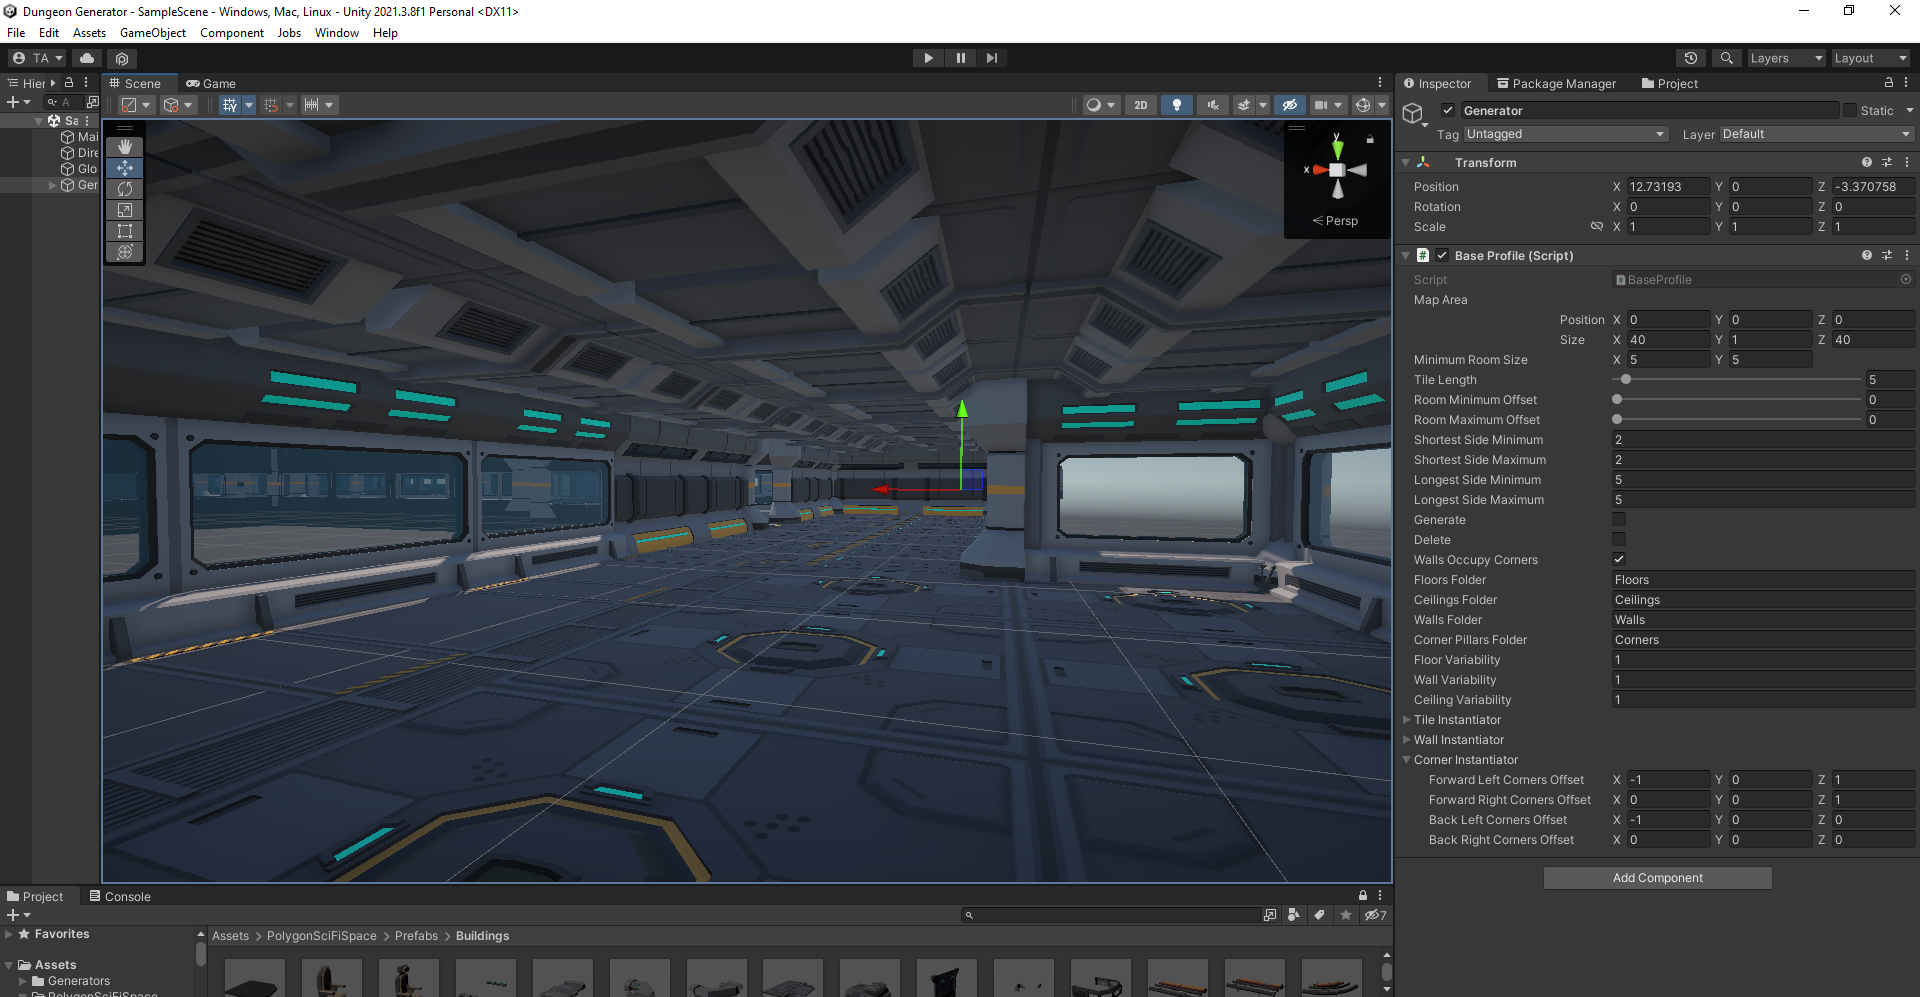 Dungeon Generator - SampleScene - Windows, Mac, Linux - Unity 2021.3.8f1 Personal <DX11>
File Edit Assets GameObject Component Jobs Window Help
TA Layers Layout
Hier Scene Game Inspector Package Manager Project
A 2D
Generator Static
Sa
Tag Untagged Layer Default
Mai
Dire
Glo
Ger
y
x
Persp
Transform
Position X 12.73193 Y 0 Z -3.370758
Rotation X 0 Y 0 Z 0
Scale X 1 Y 1 Z 1
# Base Profile (Script)
Script BaseProfile
Map Area
Position X 0 Y 0 Z 0
Size X 40 Y 1 Z 40
Minimum Room Size X 5 Y 5
Tile Length 5
Room Minimum Offset 0
Room Maximum Offset 0
Shortest Side Minimum 2
Shortest Side Maximum 2
Longest Side Minimum 5
Longest Side Maximum 5
Generate
Delete
Walls Occupy Corners
Floors Folder Floors
Ceilings Folder Ceilings
Walls Folder Walls
Corner Pillars Folder Corners
Floor Variability 1
Wall Variability 1
Ceiling Variability 1
Tile Instantiator
Wall Instantiator
Corner Instantiator
Forward Left Corners Offset X -1 Y 0 Z 1
Forward Right Corners Offset X 0 Y 0 Z 1
Back Left Corners Offset X -1 Y 0 Z 0
Back Right Corners Offset X 0 Y 0 Z 0
Add Component
Project Console
7
Favorites
Assets > PolygonSciFiSpace > Prefabs > Buildings
Assets
Generators
PolygonSciFiSpace